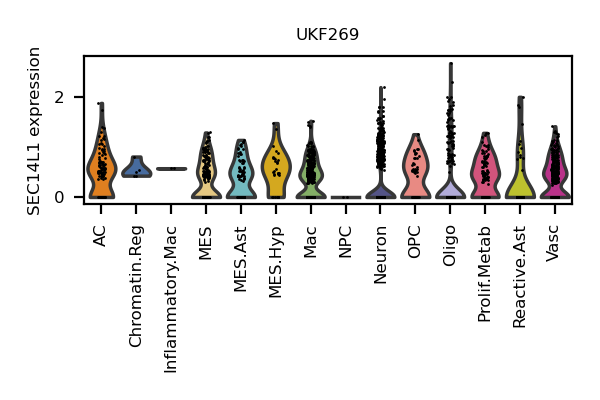 UKF269
SEC14L1 expression
2
0
AC
Chromatin.Reg
Inflammatory.Mac
MES
MES.Ast
MES.Hyp
Mac
NPC
Neuron
OPC
Oligo
Prolif.Metab
Reactive.Ast
Vasc